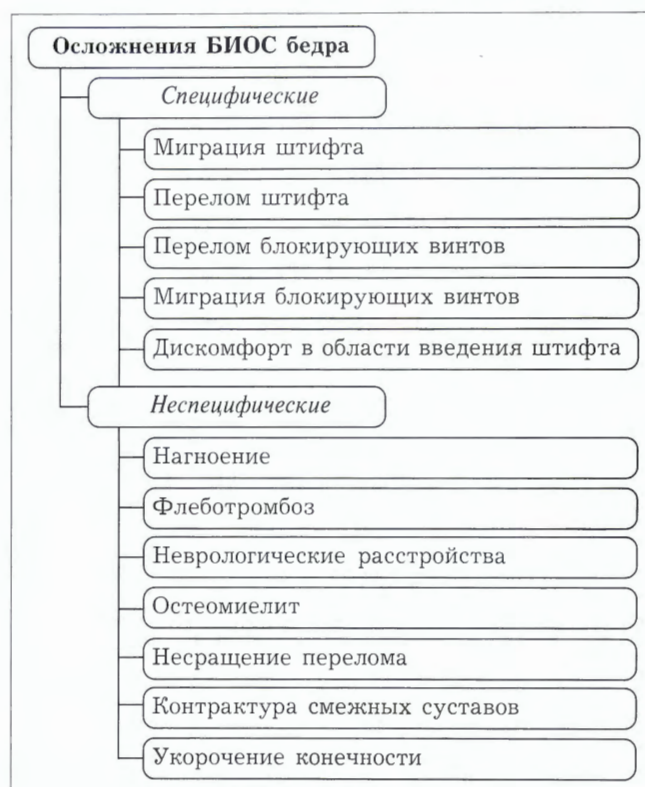 Осложнения БИОС бедра
Специфические
Миграция штифта
Перелом штифта
Перелом блокирующих винтов
Миграция блокирующих винтов
Дискомфорт в области введения штифта
Неспецифические
Нагноение
Флеботромбоз
Неврологические расстройства
Остеомиелит
Несращение перелома
Контрактура смежных суставов
Укорочение конечности